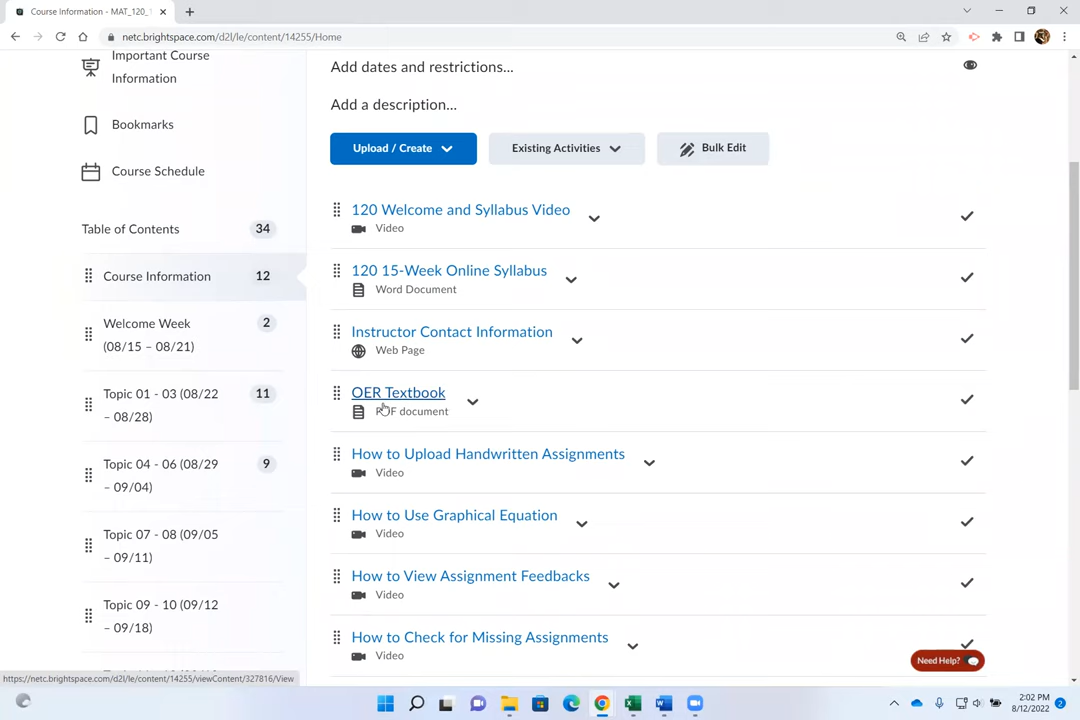 Course Information - MAT_120_
netc.brightspace.com/d2l/le/content/14255/Home
Important Course
Information
Bookmarks
Course Schedule
Table of Contents 34
Course Information 12
Welcome Week 2
(08/15 – 08/21)
Topic 01 - 03 (08/22 11
– 08/28)
Topic 04 - 06 (08/29 9
– 09/04)
Topic 07 - 08 (09/05
– 09/11)
Topic 09 - 10 (09/12
– 09/18)
Add dates and restrictions...
Add a description...
Upload / Create Existing Activities Bulk Edit
120 Welcome and Syllabus Video
Video
120 15-Week Online Syllabus
Word Document
Instructor Contact Information
Web Page
OER Textbook
PDF document
How to Upload Handwritten Assignments
Video
How to Use Graphical Equation
Video
How to View Assignment Feedbacks
Video
How to Check for Missing Assignments
Video
Need Help?
https://netc.brightspace.com/d2l/le/content/14255/viewContent/327816/View
2:02 PM
8/12/2022 2